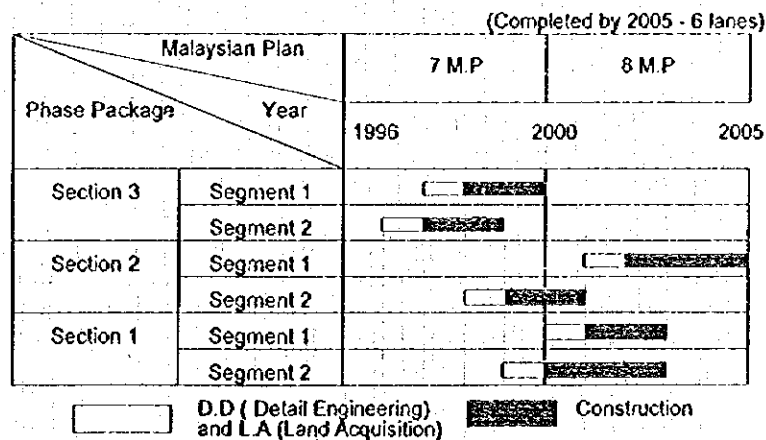 (Completed by 2005 - 6 lanes)
Malaysian Plan
7 M.P
8 M.P
Phase Package
Year
1996
2000
2005
Section 3
Segment 1
Segment 2
Section 2
Segment 1
Segment 2
Section 1
Segment 1
Segment 2
D.D ( Detail Engineering)
and L.A (Land Acquisition)
Construction